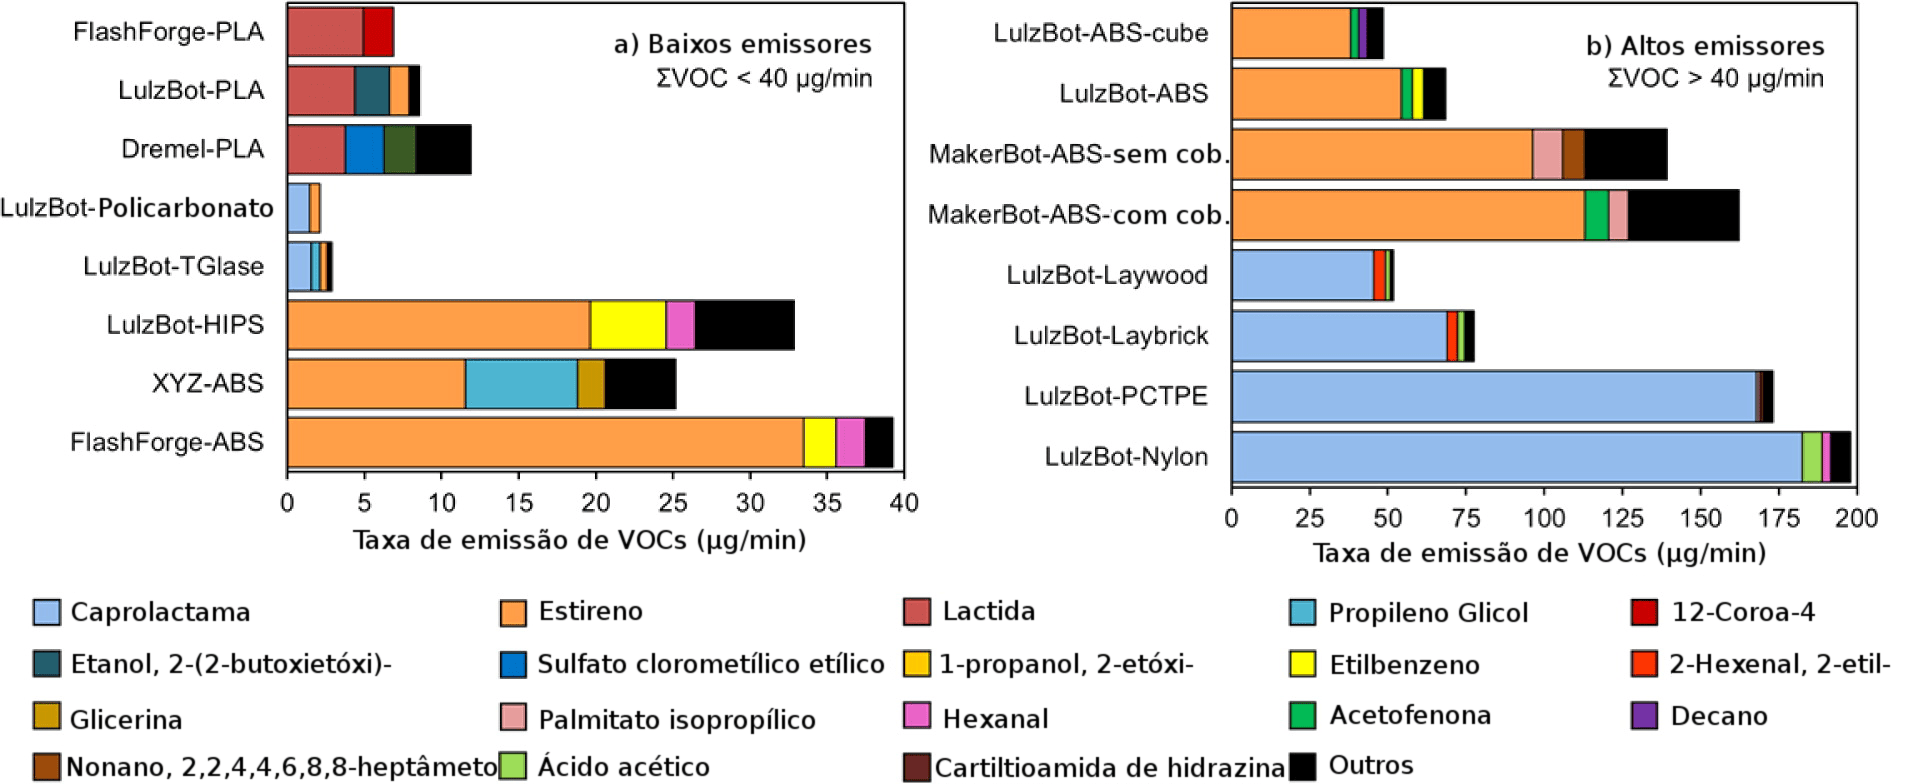 a) Baixos emissores
ΣVOC < 40 µg/min
FlashForge-PLA
LulzBot-PLA
Dremel-PLA
LulzBot-Policarbonato
LulzBot-TGlase
LulzBot-HIPS
XYZ-ABS
FlashForge-ABS
0 5 10 15 20 25 30 35 40
Taxa de emissão de VOCs (µg/min)
b) Altos emissores
ΣVOC > 40 µg/min
LulzBot-ABS-cube
LulzBot-ABS
MakerBot-ABS-sem cob.
MakerBot-ABS-com cob.
LulzBot-Laywood
LulzBot-Laybrick
LulzBot-PCTPE
LulzBot-Nylon
0 25 50 75 100 125 150 175 200
Taxa de emissão de VOCs (µg/min)
Caprolactama Estireno Lactida Propileno Glicol 12-Coroa-4
Etanol, 2-(2-butoxietóxi)- Sulfato clorometílico etílico 1-propanol, 2-etóxi- Etilbenzeno 2-Hexenal, 2-etil-
Glicerina Palmitato isopropílico Hexanal Acetofenona Decano
Nonano, 2,2,4,4,6,8,8-heptâmeto Ácido acético Cartiltioamida de hidrazina Outros